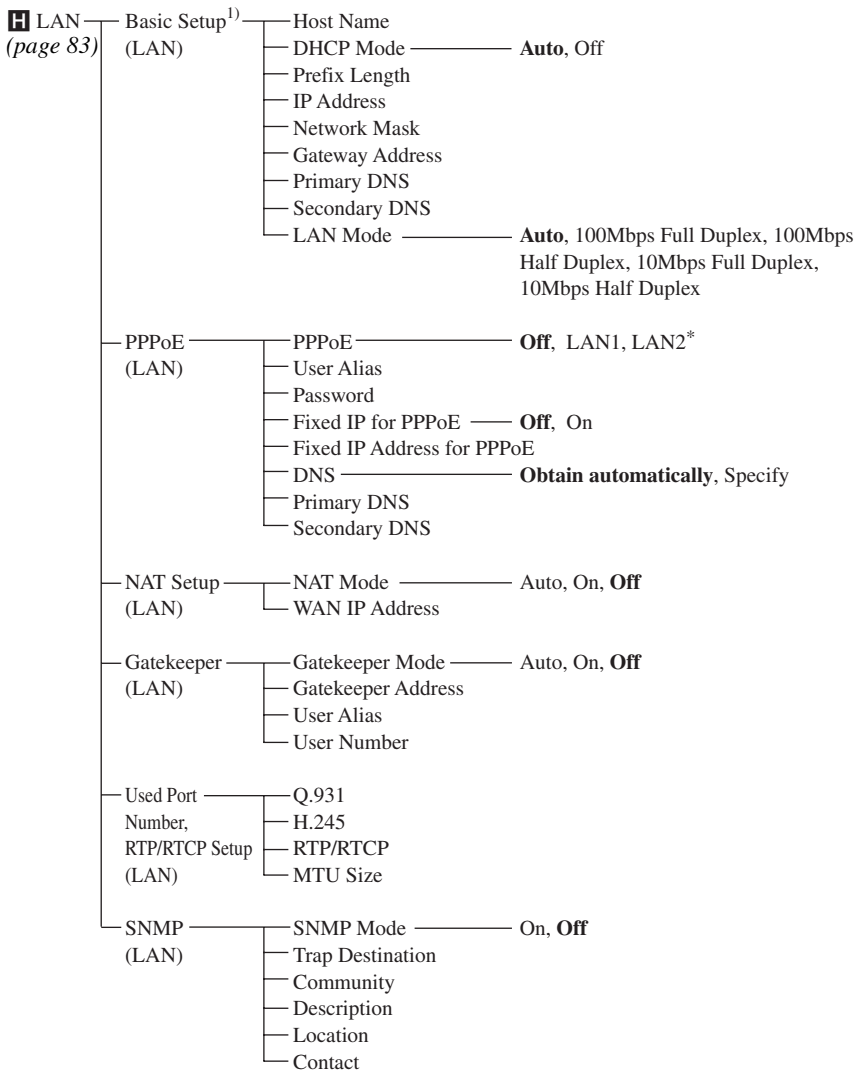 H LAN Basic Setup1) Host Name
(page 83) (LAN) DHCP Mode Auto, Off
Prefix Length
IP Address
Network Mask
Gateway Address
Primary DNS
Secondary DNS
LAN Mode Auto, 100Mbps Full Duplex, 100Mbps
Half Duplex, 10Mbps Full Duplex,
10Mbps Half Duplex
PPPoE PPPoE Off, LAN1, LAN2*
(LAN) User Alias
Password
Fixed IP for PPPoE Off, On
Fixed IP Address for PPPoE
DNS Obtain automatically, Specify
Primary DNS
Secondary DNS
NAT Setup NAT Mode Auto, On, Off
(LAN) WAN IP Address
Gatekeeper Gatekeeper Mode Auto, On, Off
(LAN) Gatekeeper Address
User Alias
User Number
Used Port Q.931
Number, H.245
RTP/RTCP Setup RTP/RTCP
(LAN) MTU Size
SNMP SNMP Mode On, Off
(LAN) Trap Destination
Community
Description
Location
Contact